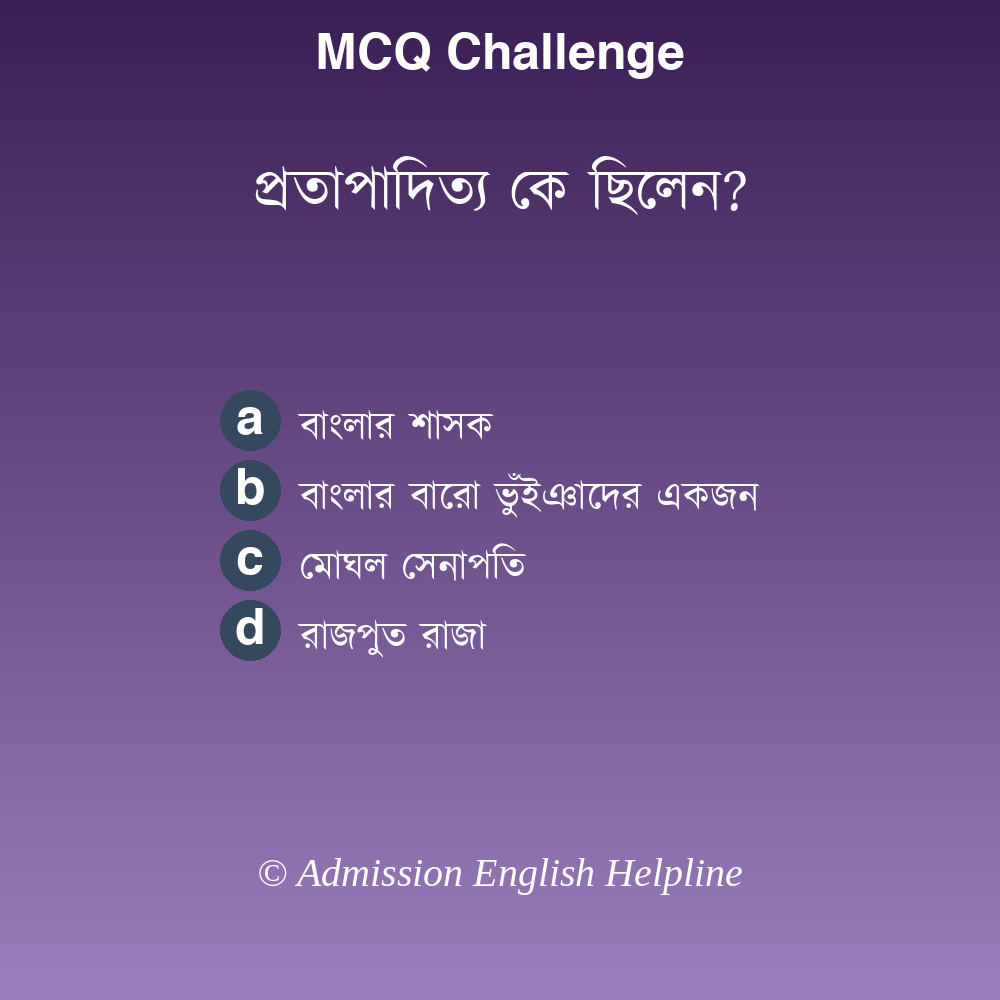 MCQ Challenge
প্রতাপাদিত্য কে ছিলেন?
a বাংলার শাসক
b বাংলার বারো ভুঁইঞাদের একজন
c মোঘল সেনাপতি
d রাজপুত রাজা
© Admission English Helpline